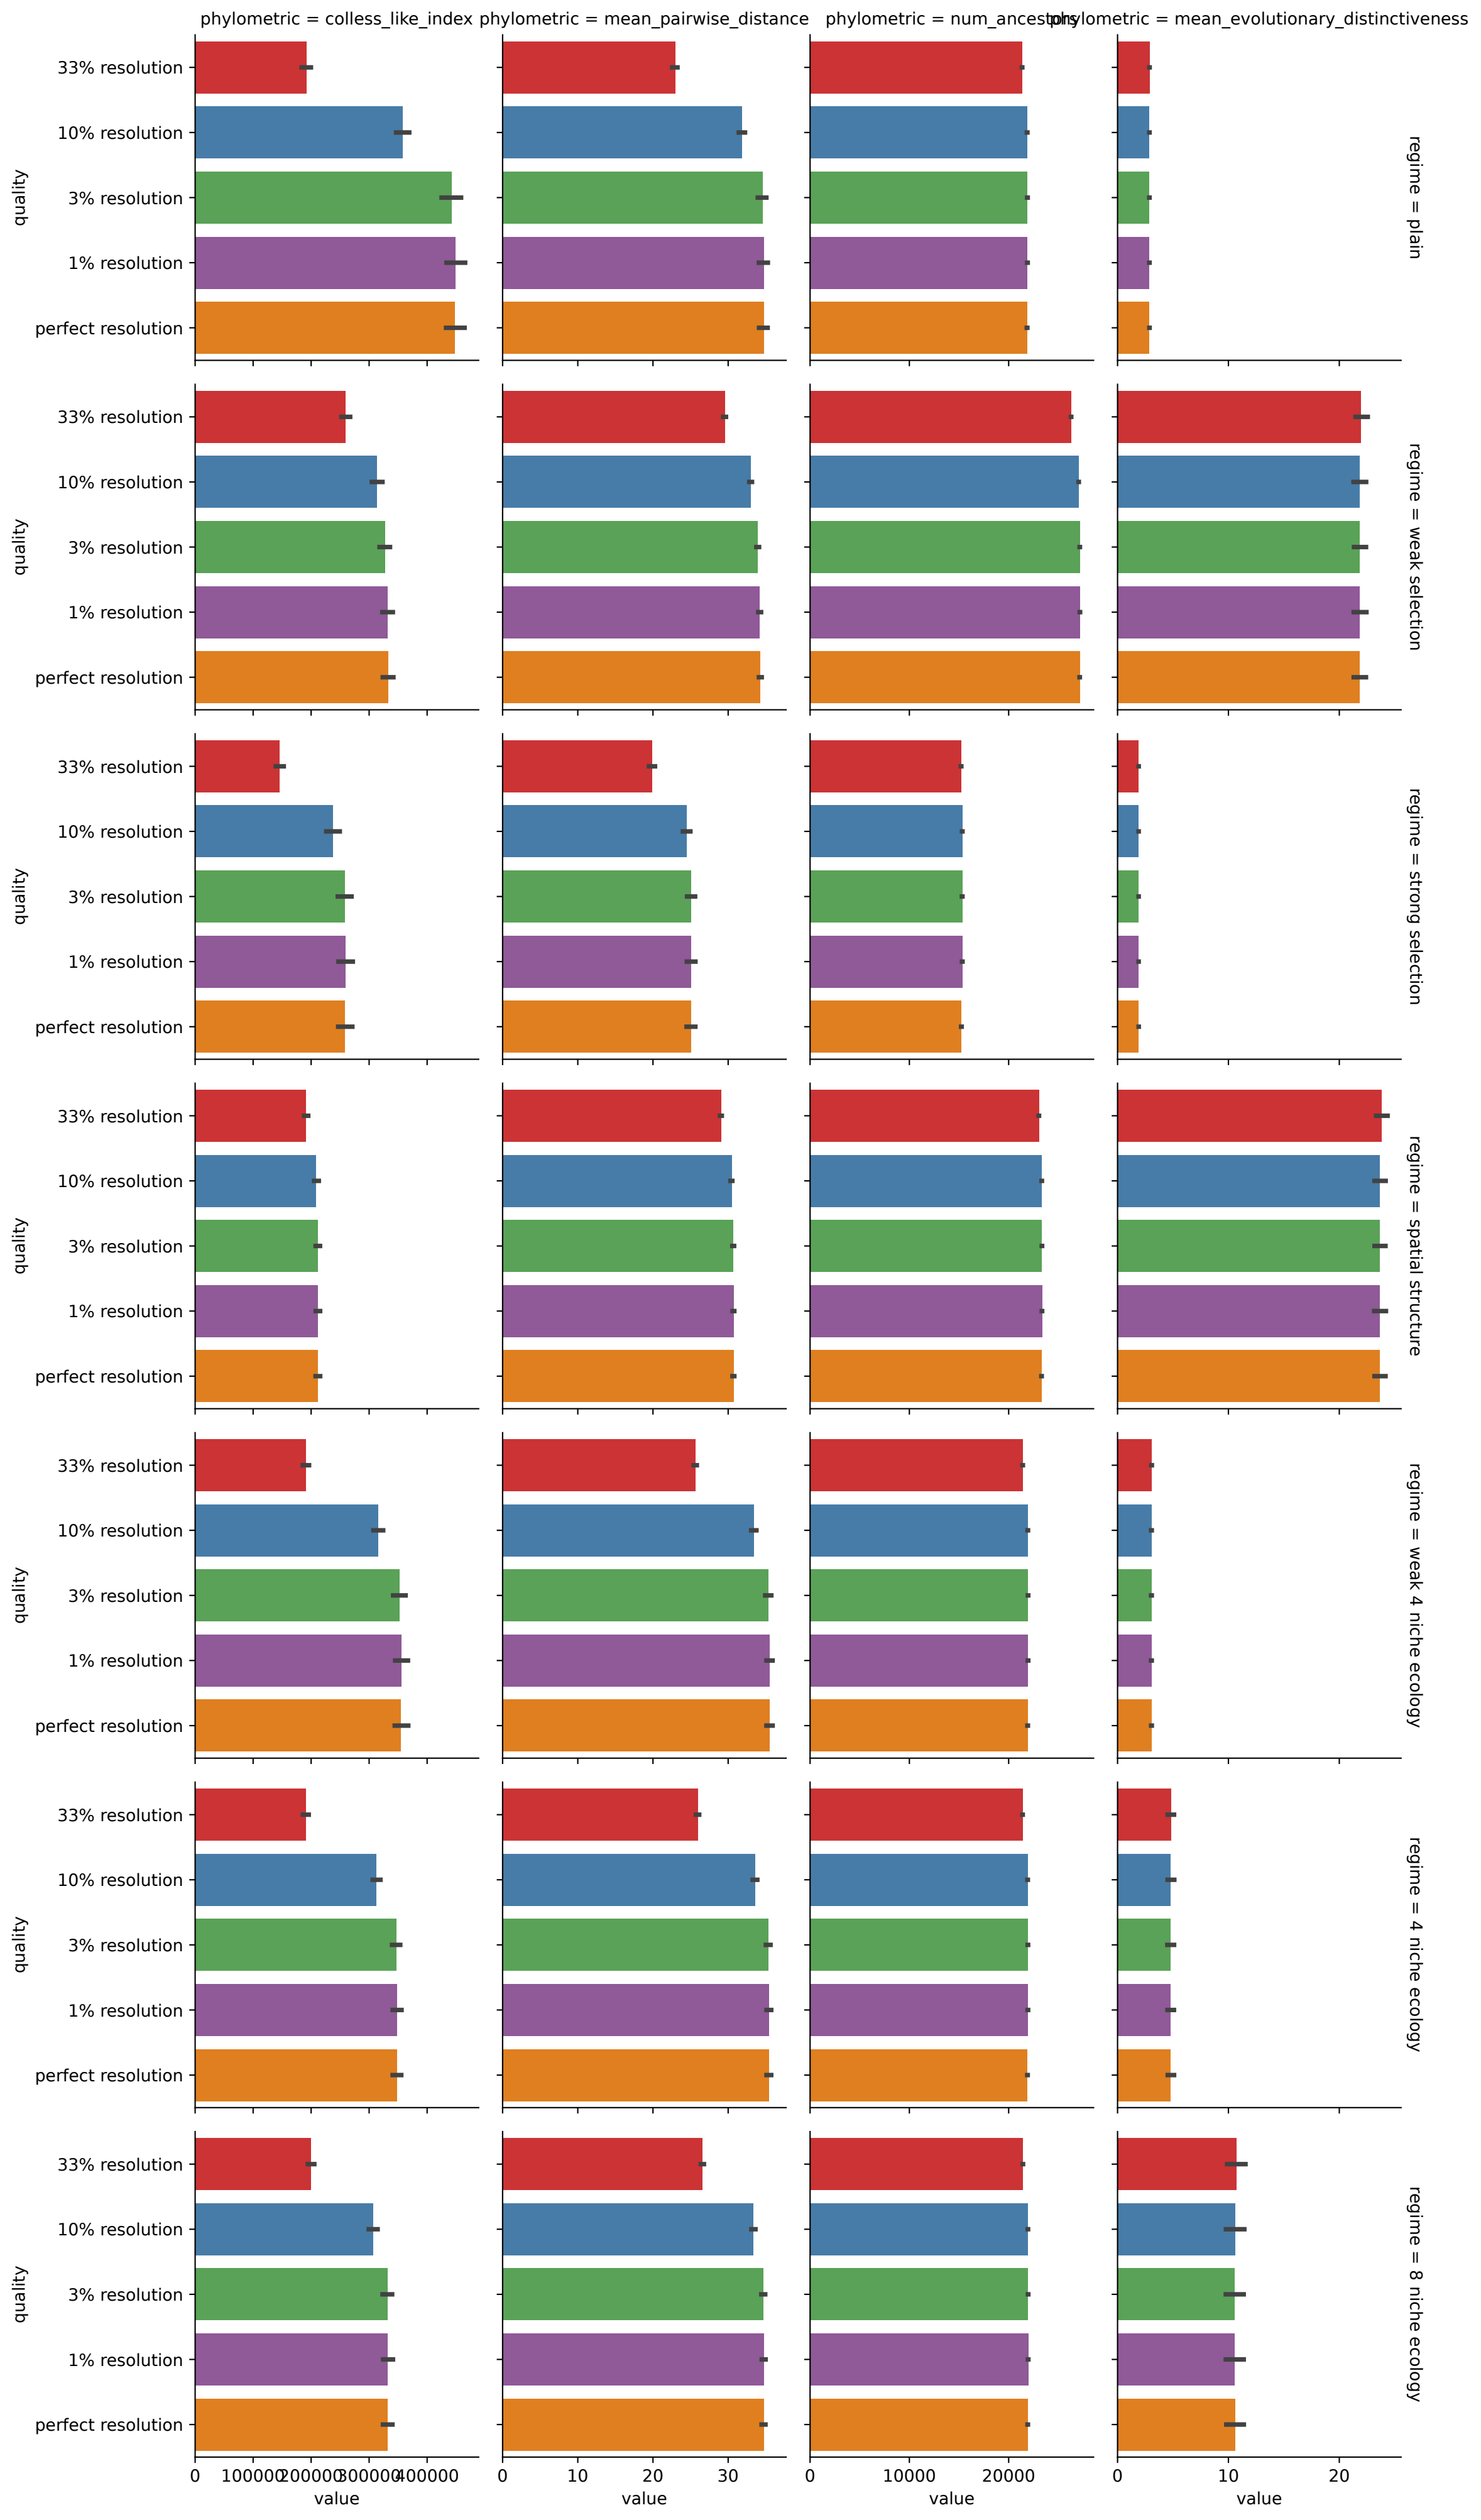 phylometric = colless_like_index
phylometric = mean_pairwise_distance
phylometric = num_ancestors
phylometric = mean_evolutionary_distinctiveness
33% resolution
10% resolution
3% resolution
1% resolution
perfect resolution
quality
regime = plain
33% resolution
10% resolution
3% resolution
1% resolution
perfect resolution
quality
regime = weak selection
33% resolution
10% resolution
3% resolution
1% resolution
perfect resolution
quality
regime = strong selection
33% resolution
10% resolution
3% resolution
1% resolution
perfect resolution
quality
regime = spatial structure
33% resolution
10% resolution
3% resolution
1% resolution
perfect resolution
quality
regime = weak 4 niche ecology
33% resolution
10% resolution
3% resolution
1% resolution
perfect resolution
quality
regime = 4 niche ecology
33% resolution
10% resolution
3% resolution
1% resolution
perfect resolution
quality
regime = 8 niche ecology
0 100000 200000 300000 400000
value
0 10 20 30
value
0 10000 20000
value
0 10 20
value